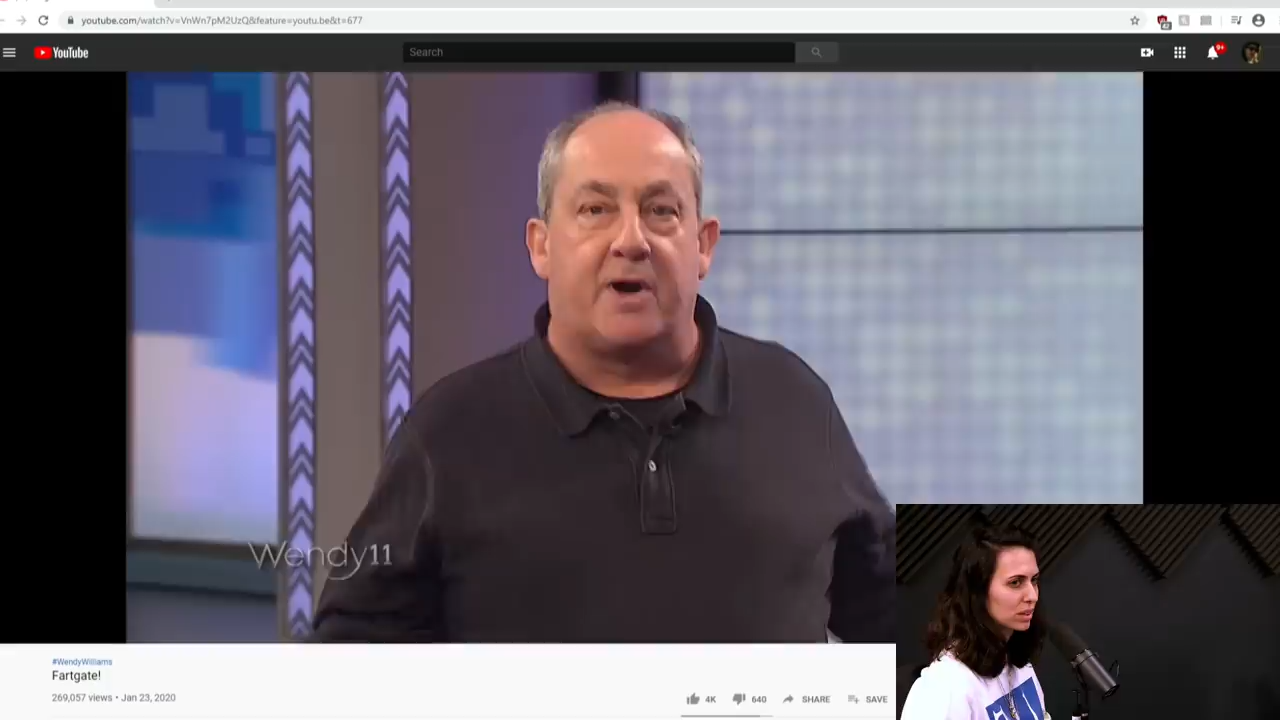 youtube.com/watch?v=VnWn7pM2UzQ&feature=youtu.be&t=677
YouTube
Search
9+
Wendy11
#WendyWilliams
Fartgate!
269,057 views • Jan 23, 2020
4K
640
SHARE
SAVE